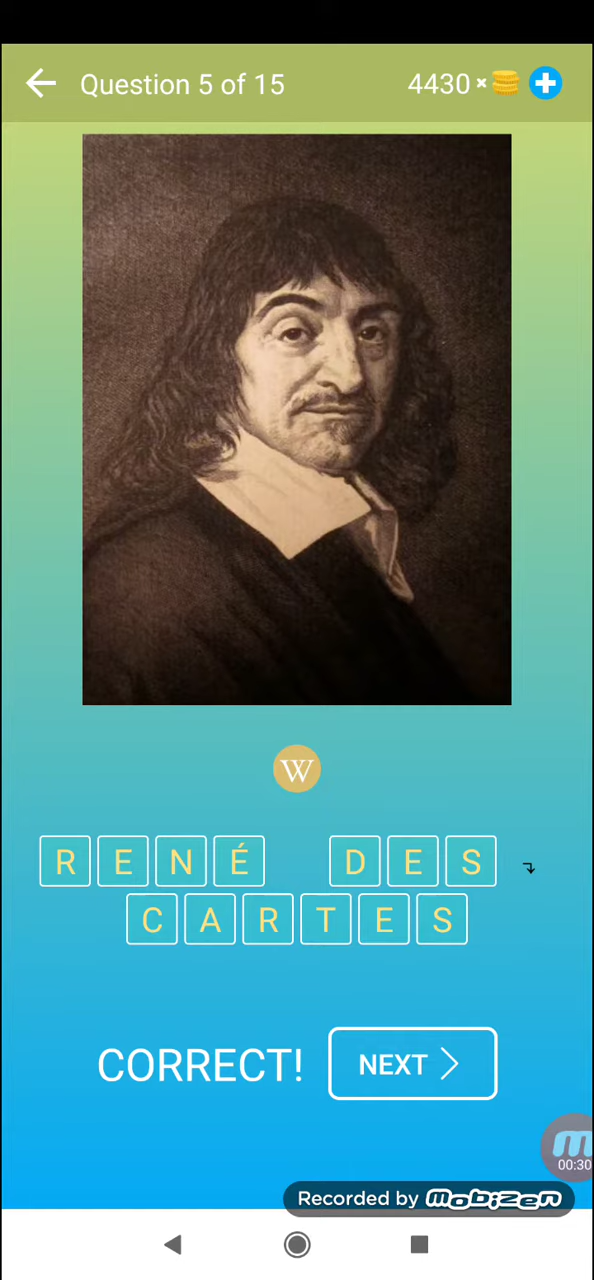 Question 5 of 15
4430 ×
W
RENÉ DES
CARTES
CORRECT!
NEXT
00:30
Recorded by mobizen